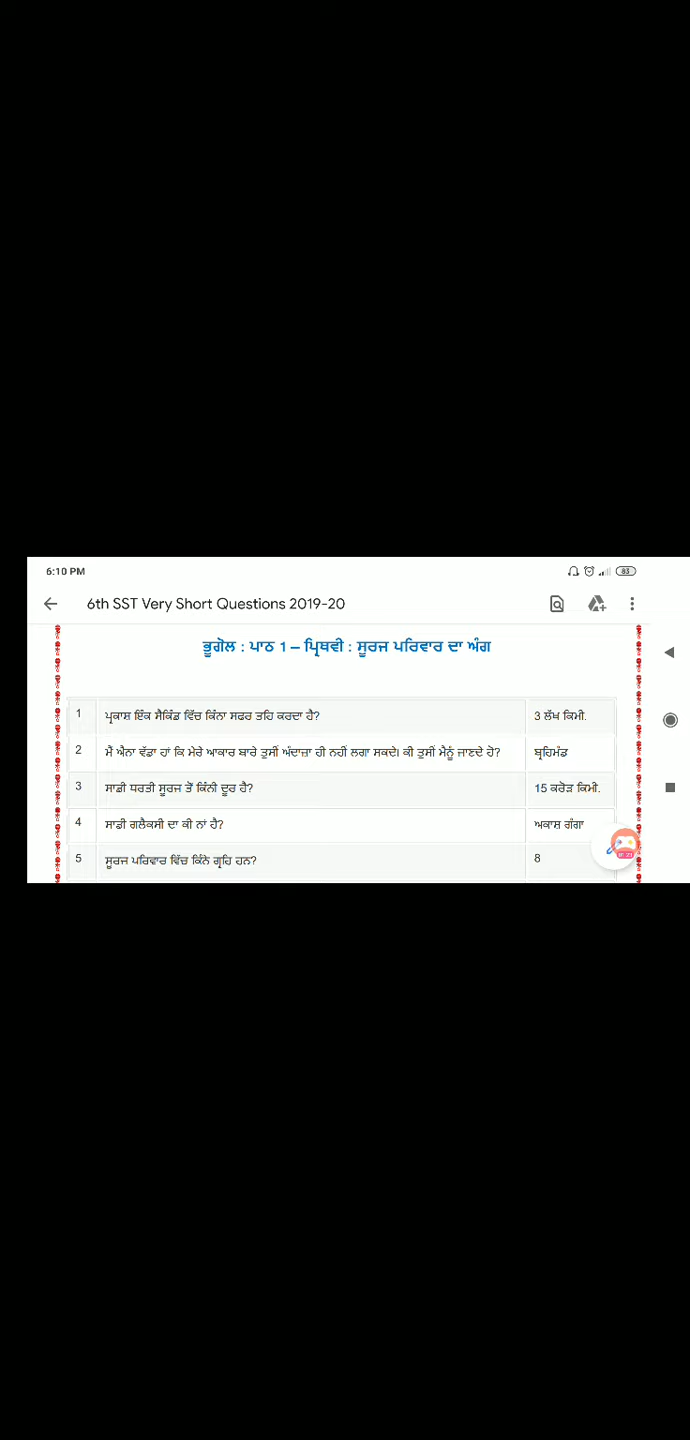 6:10 PM
83
6th SST Very Short Questions 2019-20
ਭੂਗੋਲ : ਪਾਠ 1 – ਪ੍ਰਿਥਵੀ : ਸੂਰਜ ਪਰਿਵਾਰ ਦਾ ਅੰਗ
1 ਪ੍ਰਕਾਸ਼ ਇੱਕ ਸੈਕਿੰਡ ਵਿੱਚ ਕਿੰਨਾ ਸਫਰ ਤਹਿ ਕਰਦਾ ਹੈ? 3 ਲੱਖ ਕਿਮੀ.
2 ਮੈਂ ਐਨਾ ਵੱਡਾ ਹਾਂ ਕਿ ਮੇਰੇ ਆਕਾਰ ਬਾਰੇ ਤੁਸੀਂ ਅੰਦਾਜ਼ਾ ਹੀ ਨਹੀਂ ਲਗਾ ਸਕਦੇ। ਕੀ ਤੁਸੀਂ ਮੈਨੂੰ ਜਾਣਦੇ ਹੋ? ਬ੍ਰਹਿਮੰਡ
3 ਸਾਡੀ ਧਰਤੀ ਸੂਰਜ ਤੋਂ ਕਿੰਨੀ ਦੂਰ ਹੈ? 15 ਕਰੋੜ ਕਿਮੀ.
4 ਸਾਡੀ ਗਲੈਕਸੀ ਦਾ ਕੀ ਨਾਂ ਹੈ? ਅਕਾਸ਼ ਗੰਗਾ
5 ਸੂਰਜ ਪਰਿਵਾਰ ਵਿੱਚ ਕਿੰਨੇ ਗ੍ਰਹਿ ਹਨ? 8